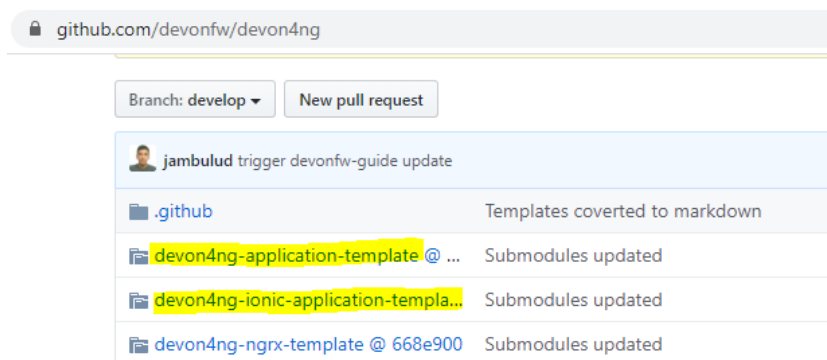 github.com/devonfw/devon4ng
Branch: develop New pull request
jambulud trigger devonfw-guide update
.github Templates coverted to markdown
devon4ng-application-template @ ... Submodules updated
devon4ng-ionic-application-templa... Submodules updated
devon4ng-ngrx-template @ 668e900 Submodules updated